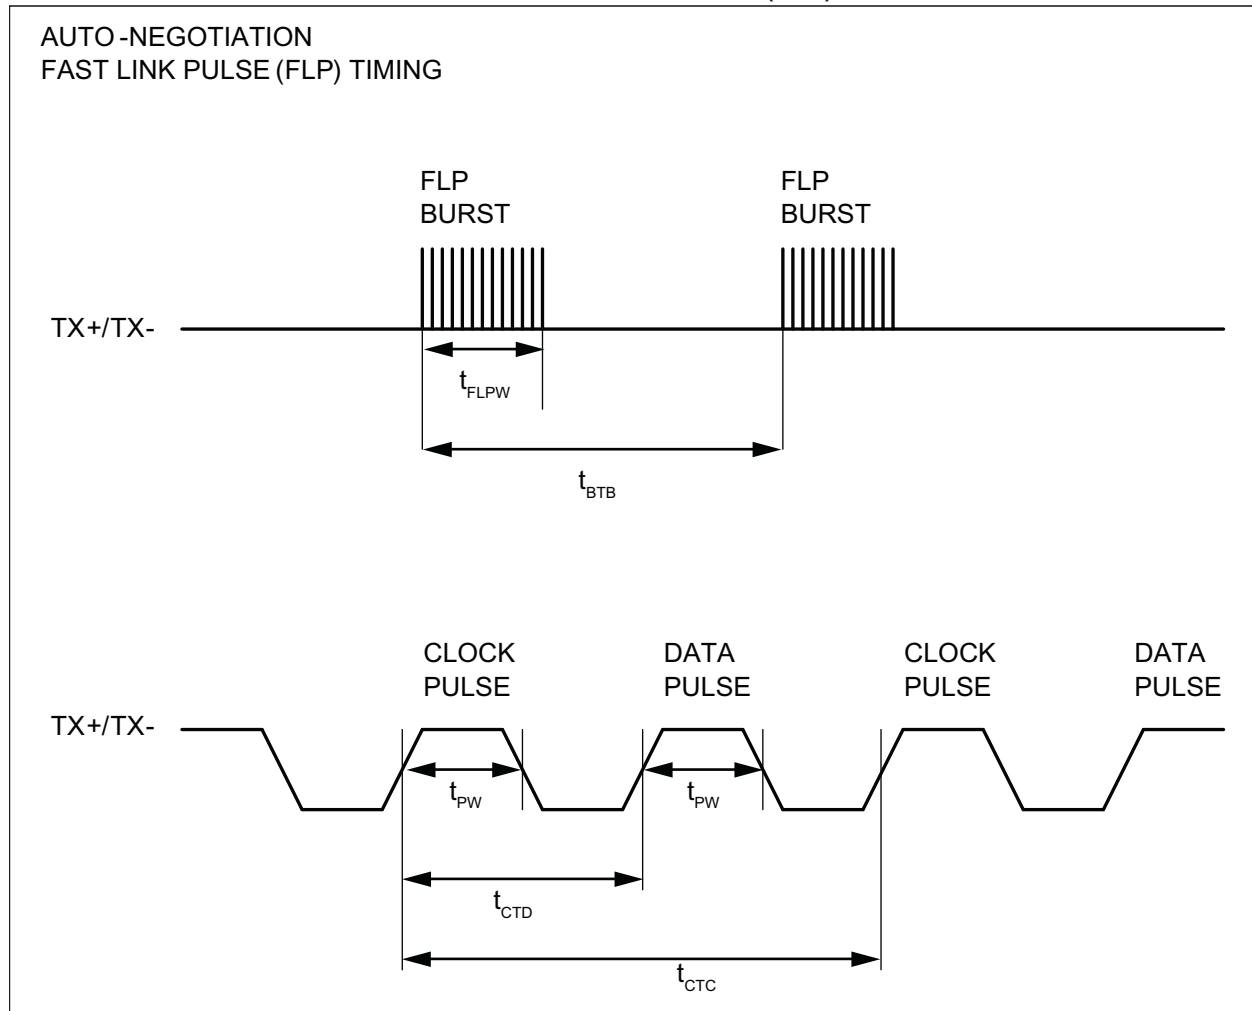 AUTO-NEGOTIATION
FAST LINK PULSE (FLP) TIMING
FLP
BURST
FLP
BURST
TX+/TX-
tFLPW
tBTB
CLOCK
PULSE
DATA
PULSE
CLOCK
PULSE
DATA
PULSE
TX+/TX-
tPW
tPW
tCTD
tCTC